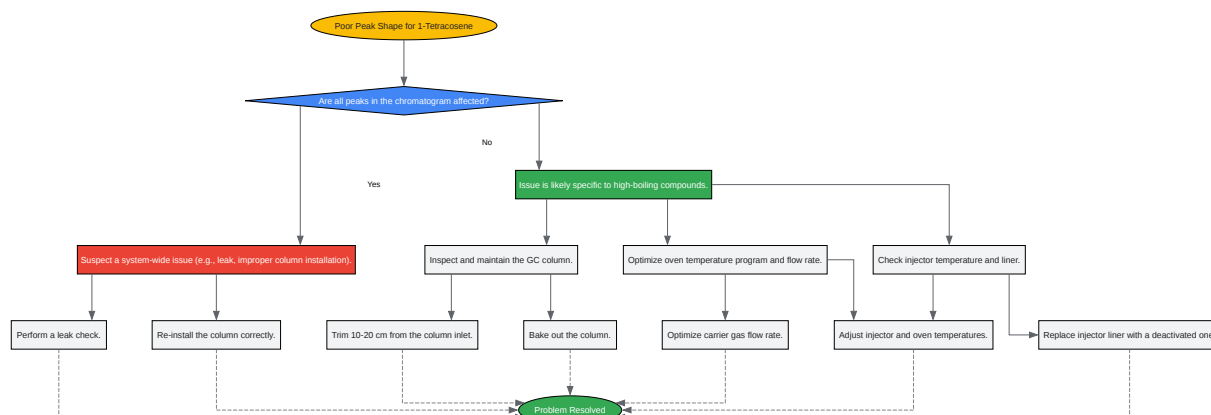 Poor Peak Shape for 1-Tetracosene
Are all peaks in the chromatogram affected?
No
Yes
Issue is likely specific to high-boiling compounds.
Suspect a system-wide issue (e.g., leak, improper column installation).
Inspect and maintain the GC column.
Optimize oven temperature program and flow rate.
Check injector temperature and liner.
Perform a leak check.
Re-install the column correctly.
Trim 10-20 cm from the column inlet.
Bake out the column.
Optimize carrier gas flow rate.
Adjust injector and oven temperatures.
Replace injector liner with a deactivated one
Problem Resolved